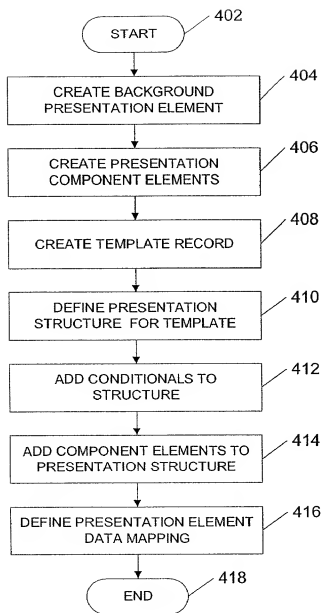 402
START
404
CREATE BACKGROUND
PRESENTATION ELEMENT
406
CREATE PRESENTATION
COMPONENT ELEMENTS
408
CREATE TEMPLATE RECORD
410
DEFINE PRESENTATION
STRUCTURE FOR TEMPLATE
412
ADD CONDITIONALS TO
STRUCTURE
414
ADD COMPONENT ELEMENTS TO
PRESENTATION STRUCTURE
416
DEFINE PRESENTATION ELEMENT
DATA MAPPING
END
418